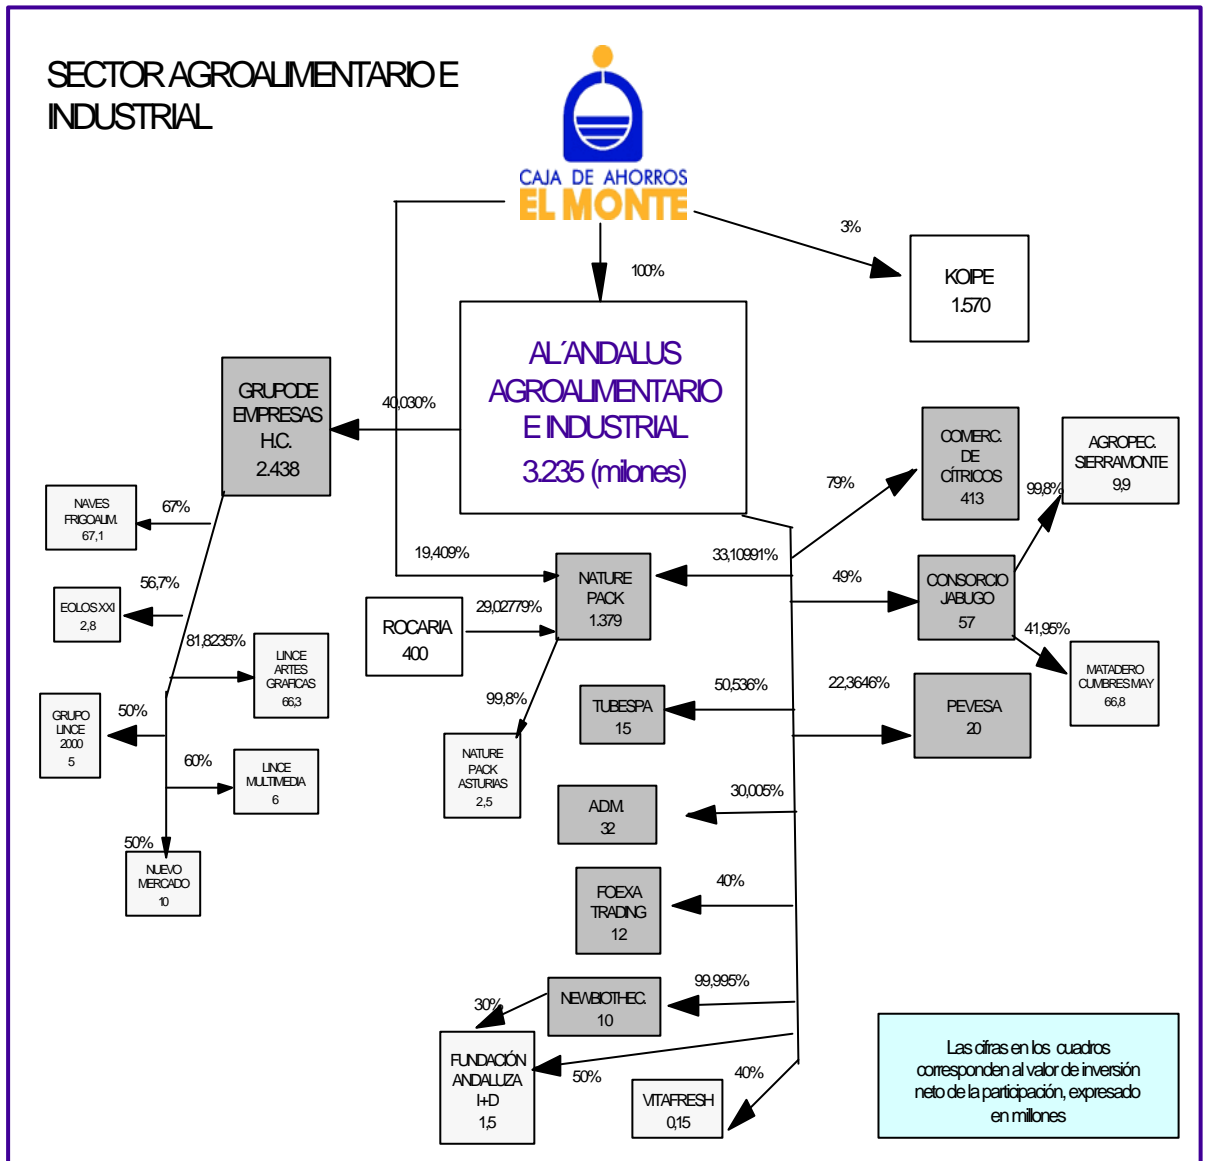 SECTOR AGROALIMENTARIO E
INDUSTRIAL
CAJA DE AHORROS
EL MONTE
3%
100%
KOIPE
1.570
AL´ANDALUS
AGROALIMENTARIO
E INDUSTRIAL
3.235 (millones)
GRUPO DE
EMPRESAS
H.C.
2.438
40,030%
COMERC.
DE
CÍTRICOS
413
AGROPEC.
SIERRAMONTE
9,9
79%
99,8%
NAVES
FRIGOALIM.
67,1
67%
19,409%
33,10991%
NATURE
PACK
1.379
49%
CONSORCIO
JABUGO
57
56,7%
EOLOS XXI
2,8
ROCARIA
400
29,02779%
81,8235%
41,95%
LINCE
ARTES
GRAFICAS
66,3
MATADERO
CUMBRES MAY
66,8
99,8%
50,536%
22,3646%
TUBESPA
15
PEVESA
20
GRUPO
LINCE
2000
5
50%
NATURE
PACK
ASTURIAS
2,5
60%
LINCE
MULTIMEDIA
6
A.D.M.
32
30,005%
50%
NUEVO
MERCADO
10
FOEXA
TRADING
12
40%
NEWBIOTHEC.
10
99,995%
30%
FUNDACIÓN
ANDALUZA
I+D
1,5
50%
40%
VITAFRESH
0,15
Las cifras en los cuadros
corresponden al valor de inversión
neto de la participación, expresado
en millones